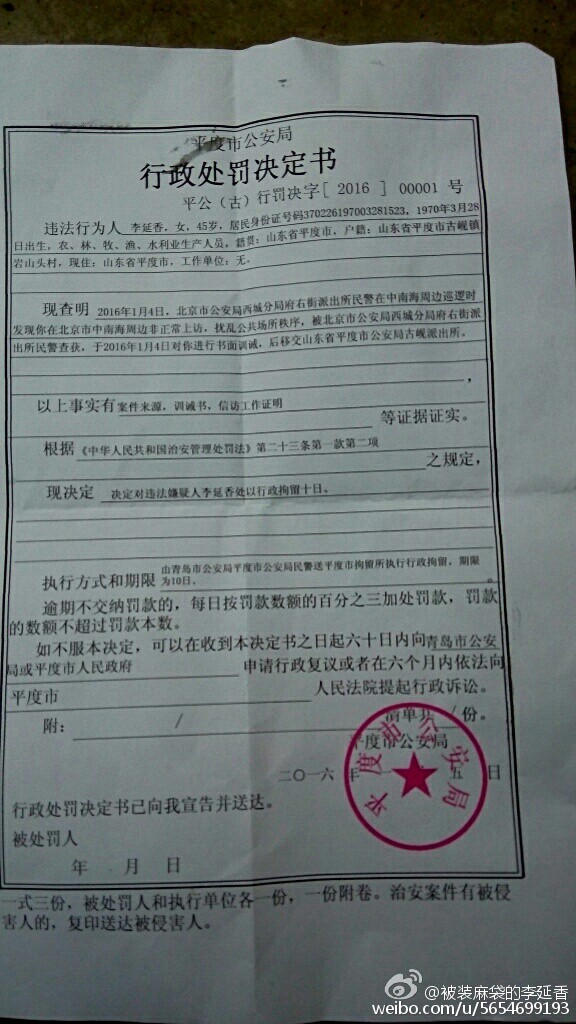 平度市公安局
行政处罚决定书
平公（古）行罚决字[ 2016 ] 00001 号
违法行为人 李延香，女，45岁，居民身份证号码370226197003281523，1970年3月28
日出生，农、林、牧、渔、水利业生产人员，籍贯：山东省平度市，户籍：山东省平度市古岘镇
岩山头村，现住：山东省平度市，工作单位：无。
现查明 2016年1月4日，北京市公安局西城分局府右街派出所民警在中南海周边巡逻时
发现你在北京市中南海周边非正常上访，扰乱公共场所秩序，被北京市公安局西城分局府右街派
出所民警查获，于2016年1月4日对你进行书面训诫，后移交山东省平度市公安局古岘派出所。
，
以上事实有 案件来源，训诫书，信访工作证明 等证据证实。
根据 《中华人民共和国治安管理处罚法》第二十三条第一款第二项 之规定，
现决定 决定对违法嫌疑人李延香处以行政拘留十日。
执行方式和期限 由青岛市公安局平度市公安局民警送平度市拘留所执行行政拘留，期限
为10日。 。
逾期不交纳罚款的，每日按罚款数额的百分之三加处罚款，罚款
的数额不超过罚款本数。
如不服本决定，可以在收到本决定书之日起六十日内向 青岛市公安
局或平度市人民政府 申请行政复议或者在六个月内依法向
平度市 人民法院提起行政诉讼。
附： / 清单共 / 份。
平度市公安局
二〇一六 年 五 日
平度市公安局
行政处罚决定书已向我宣告并送达。
被处罚人
年 月 日
一式三份，被处罚人和执行单位各一份，一份附卷。治安案件有被侵
害人的，复印送达被侵害人。
@被装麻袋的李延香
weibo.com/u/5654699193